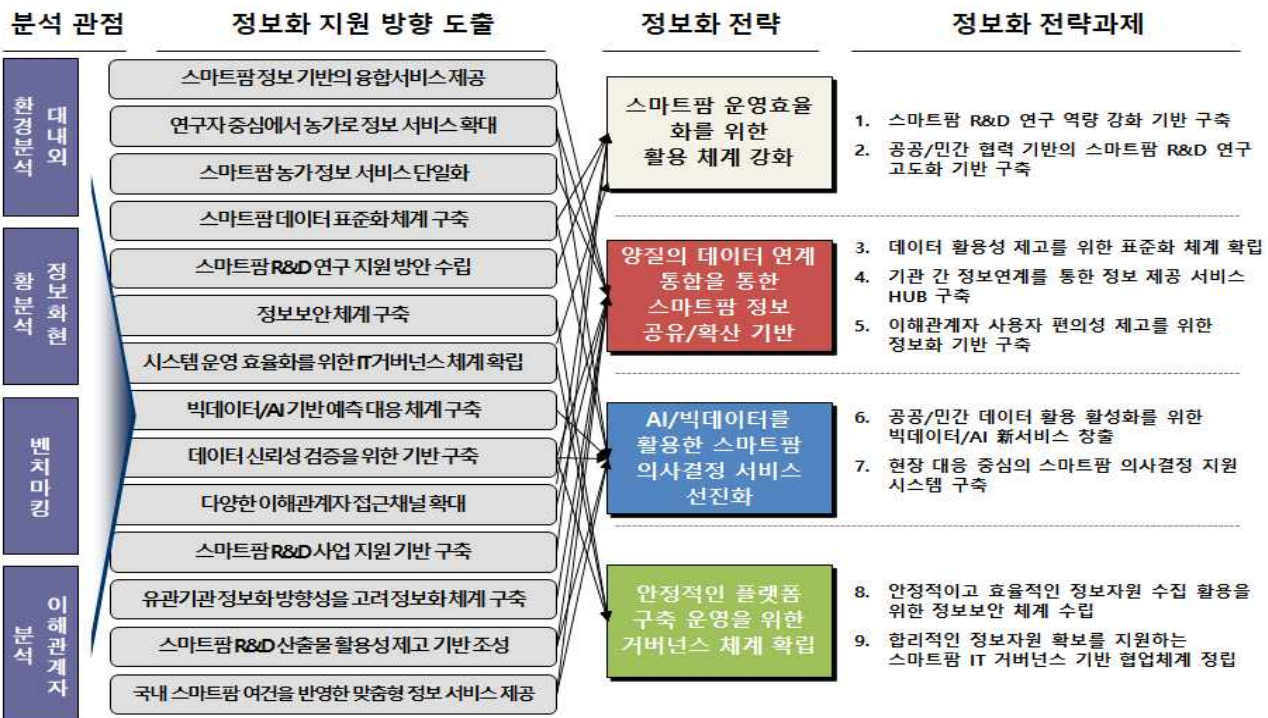 분석 관점
정보화 지원 방향 도출
정보화 전략
정보화 전략과제
대내외
환경분석
정보화현
황분석
벤치마킹
이해관계자
분석
스마트팜 정보 기반의 융합서비스 제공
연구자 중심에서 농가로 정보 서비스 확대
스마트팜 농가 정보 서비스 단일화
스마트팜 데이터 표준화 체계 구축
스마트팜 R&D 연구 지원 방안 수립
정보보안 체계 구축
시스템 운영 효율화를 위한 IT거버넌스 체계 확립
빅데이터/AI 기반 예측 대응 체계 구축
데이터 신뢰성 검증을 위한 기반 구축
다양한 이해관계자 접근채널 확대
스마트팜 R&D 사업 지원 기반 구축
유관기관 정보화 방향성을 고려 정보화 체계 구축
스마트팜 R&D 산출물 활용성 제고 기반 조성
국내 스마트팜 여건을 반영한 맞춤형 정보 서비스 제공
스마트팜 운영효율
화를 위한
활용 체계 강화
양질의 데이터 연계
통합을 통한
스마트팜 정보
공유/확산 기반
AI/빅데이터를
활용한 스마트팜
의사결정 서비스
선진화
안정적인 플랫폼
구축 운영을 위한
거버넌스 체계 확립
1. 스마트팜 R&D 연구 역량 강화 기반 구축
2. 공공/민간 협력 기반의 스마트팜 R&D 연구
고도화 기반 구축
3. 데이터 활용성 제고를 위한 표준화 체계 확립
4. 기관 간 정보연계를 통한 정보 제공 서비스
HUB 구축
5. 이해관계자 사용자 편의성 제고를 위한
정보화 기반 구축
6. 공공/민간 데이터 활용 활성화를 위한
빅데이터/AI 新서비스 창출
7. 현장 대응 중심의 스마트팜 의사결정 지원
시스템 구축
8. 안정적이고 효율적인 정보자원 수집 활용을
위한 정보보안 체계 수립
9. 합리적인 정보자원 확보를 지원하는
스마트팜 IT 거버넌스 기반 협업체계 정립